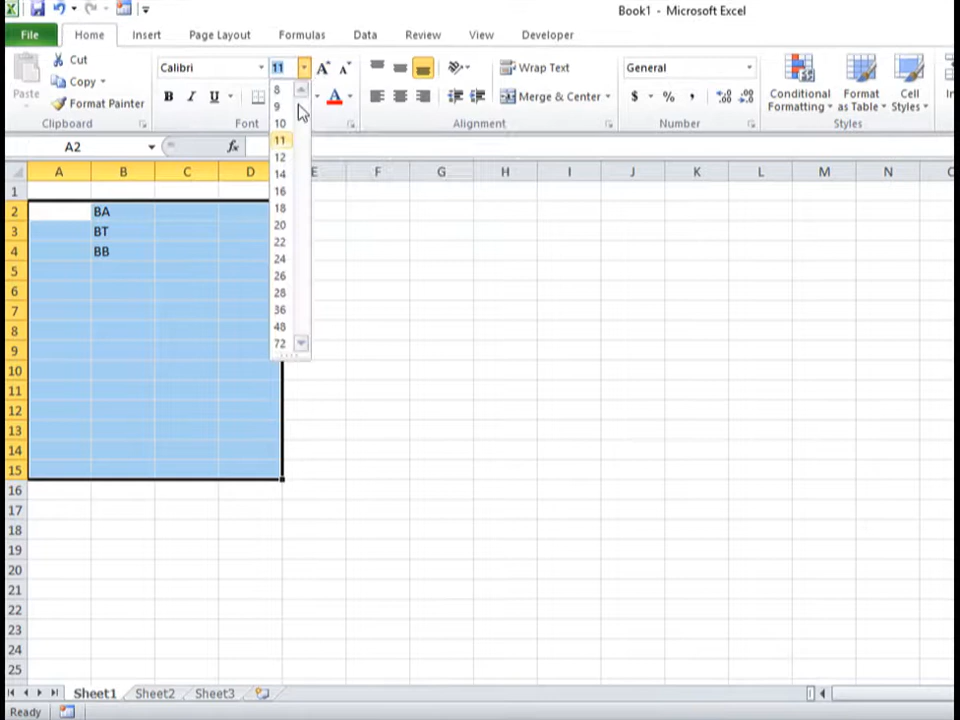 Book1 - Microsoft Excel
File Home Insert Page Layout Formulas Data Review View Developer
Cut
Calibri 11 A A Wrap Text General
Paste Copy
Format Painter B I U A Merge & Center $ % , Conditional Formatting Format as Table Cell Styles
Clipboard Font Alignment Number Styles
A2 fx
A B C D E F G H I J K L M N
8
9
10
11
12
14
16
18
20
22
24
26
28
36
48
72
1
2 BA
3 BT
4 BB
5
6
7
8
9
10
11
12
13
14
15
16
17
18
19
20
21
22
23
24
25
Sheet1 Sheet2 Sheet3
Ready